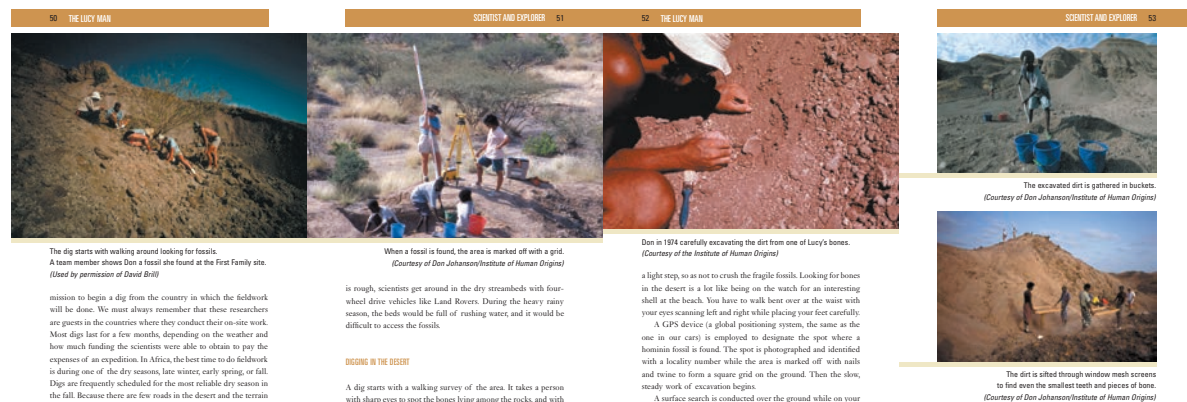 50 THE LUCY MAN
The dig starts with walking around looking for fossils.
A team member shows Don a fossil she found at the First Family site.
(Used by permission of David Brill)
mission to begin a dig from the country in which the fieldwork
will be done. We must always remember that these researchers
are guests in the countries where they conduct their on-site work.
Most digs last for a few months, depending on the weather and
how much funding the scientists were able to obtain to pay the
expenses of an expedition. In Africa, the best time to do fieldwork
is during one of the dry seasons, late winter, early spring, or fall.
Digs are frequently scheduled for the most reliable dry season in
the fall. Because there are few roads in the desert and the terrain
SCIENTIST AND EXPLORER 51
When a fossil is found, the area is marked off with a grid.
(Courtesy of Don Johanson/Institute of Human Origins)
is rough, scientists get around in the dry streambeds with four-
wheel drive vehicles like Land Rovers. During the heavy rainy
season, the beds would be full of rushing water, and it would be
difficult to access the fossils.
DIGGING IN THE DESERT
A dig starts with a walking survey of the area. It takes a person
with sharp eyes to spot the bones lying among the rocks, and with
52 THE LUCY MAN
Don in 1974 carefully excavating the dirt from one of Lucy's bones.
(Courtesy of the Institute of Human Origins)
a light step, so as not to crush the fragile fossils. Looking for bones
in the desert is a lot like being on the watch for an interesting
shell at the beach. You have to walk bent over at the waist with
your eyes scanning left and right while placing your feet carefully.
A GPS device (a global positioning system, the same as the
one in our cars) is employed to designate the spot where a
hominin fossil is found. The spot is photographed and identified
with a locality number while the area is marked off with nails
and twine to form a square grid on the ground. Then the slow,
steady work of excavation begins.
A surface search is conducted over the ground while on your
SCIENTIST AND EXPLORER 53
The excavated dirt is gathered in buckets.
(Courtesy of Don Johanson/Institute of Human Origins)
The dirt is sifted through window mesh screens
to find even the smallest teeth and pieces of bone.
(Courtesy of Don Johanson/Institute of Human Origins)